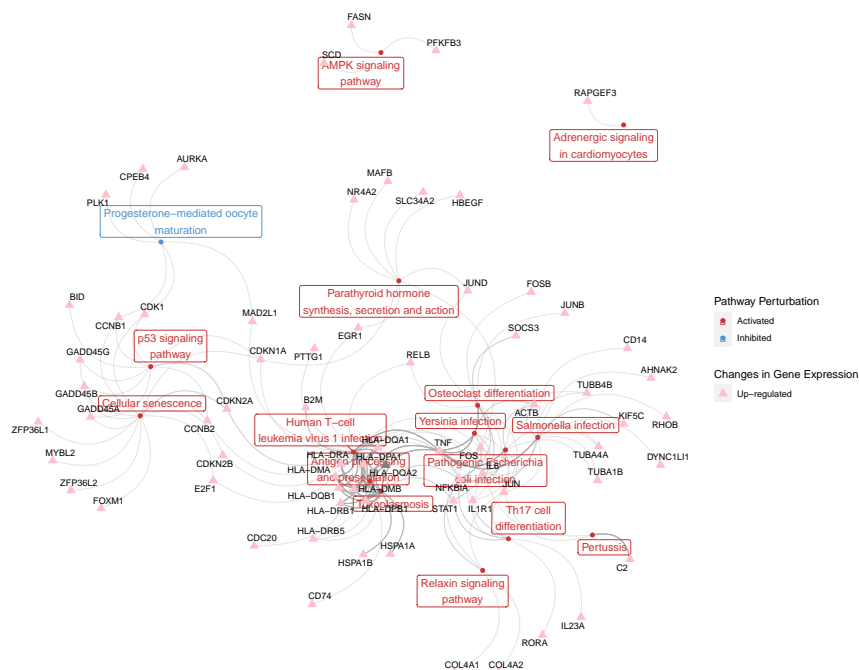 FASN
PFKFB3
SCD
AMPK signaling
pathway
RAPGEF3
Adrenergic signaling
in cardiomyocytes
AURKA
CPEB4
PLK1
Progesterone−mediated oocyte
maturation
MAFB
NR4A2
SLC34A2
HBEGF
JUND
FOSB
Parathyroid hormone
synthesis, secretion and action
BID
CDK1
MAD2L1
CCNB1
EGR1
JUNB
SOCS3
p53 signaling
pathway
GADD45G
CDKN1A
PTTG1
RELB
CD14
AHNAK2
GADD45B
Cellular senescence
GADD45A
CDKN2A
B2M
Osteoclast differentiation
TUBB4B
ACTB
KIF5C
RHOB
ZFP36L1
CCNB2
Human T−cell
leukemia virus 1 infection
Yersinia infection
Salmonella infection
HLA−DQA1
TNF
MYBL2
CDKN2B
HLA−DRA
HLA−DPA1
FOS
IL6
TUBA4A
DYNC1LI1
HLA−DMA
Antigen processing
and presentation
HLA−DQA2
Pathogenic Escherichia
coli infection
TUBA1B
ZFP36L2
E2F1
HLA−DQB1
HLA−DMB
NFKBIA
JUN
FOXM1
HLA−DRB1
Toxoplasmosis
HLA−DPB1
STAT1
IL1R1
Th17 cell
differentiation
HLA−DRB5
CDC20
HSPA1B
HSPA1A
Pertussis
C2
CD74
Relaxin signaling
pathway
IL23A
RORA
COL4A1
COL4A2
Pathway Perturbation
Activated
Inhibited
Changes in Gene Expression
Up−regulated